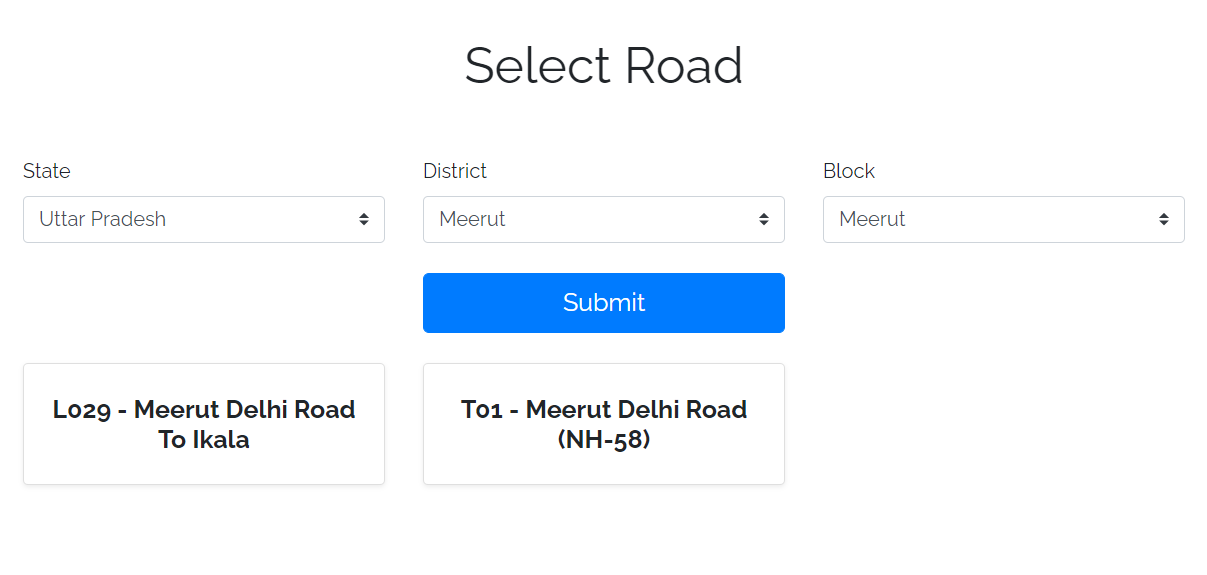 Select Road
State
District
Block
Uttar Pradesh
Meerut
Meerut
Submit
L029 - Meerut Delhi Road
To Ikala
T01 - Meerut Delhi Road
(NH-58)